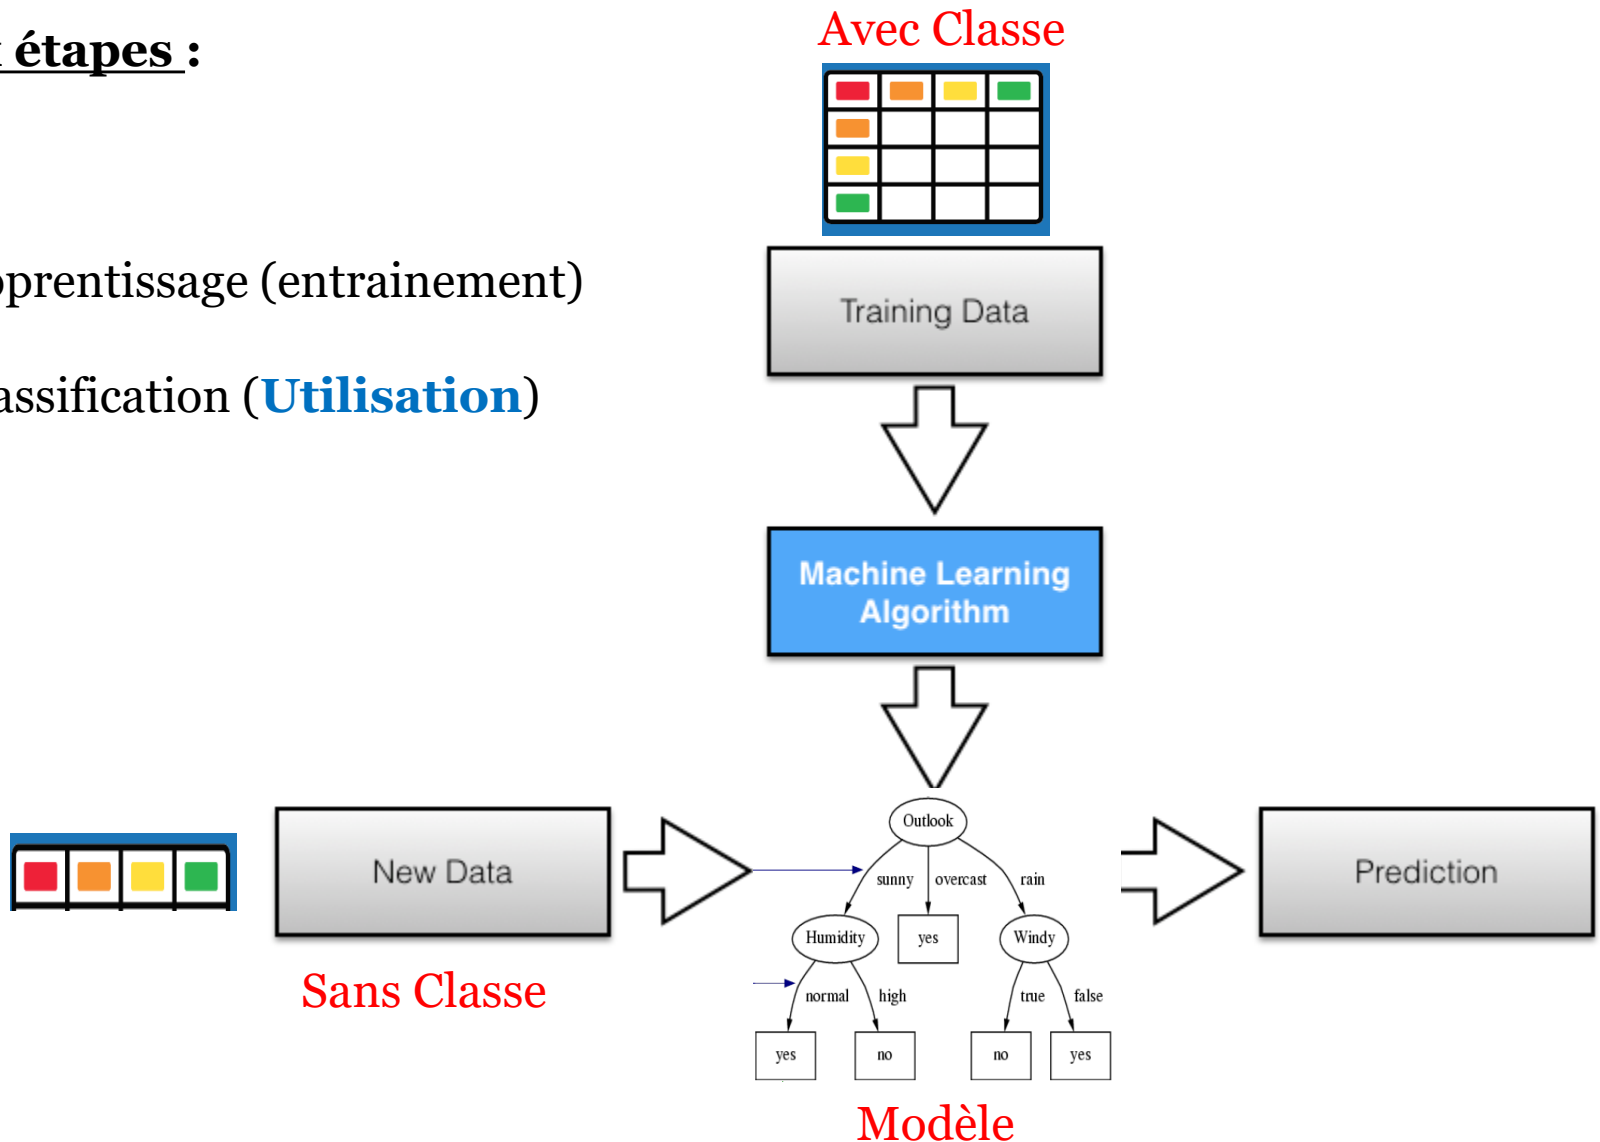 étapes :
Avec Classe
prentissage (entrainement)
Training Data
assification (Utilisation)
Machine Learning
Algorithm
Outlook
sunny overcast rain
New Data
Prediction
Humidity yes Windy
Sans Classe
normal high true false
yes no no yes
Modèle